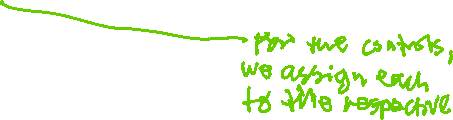 For the controls,
we assign each
to the respective